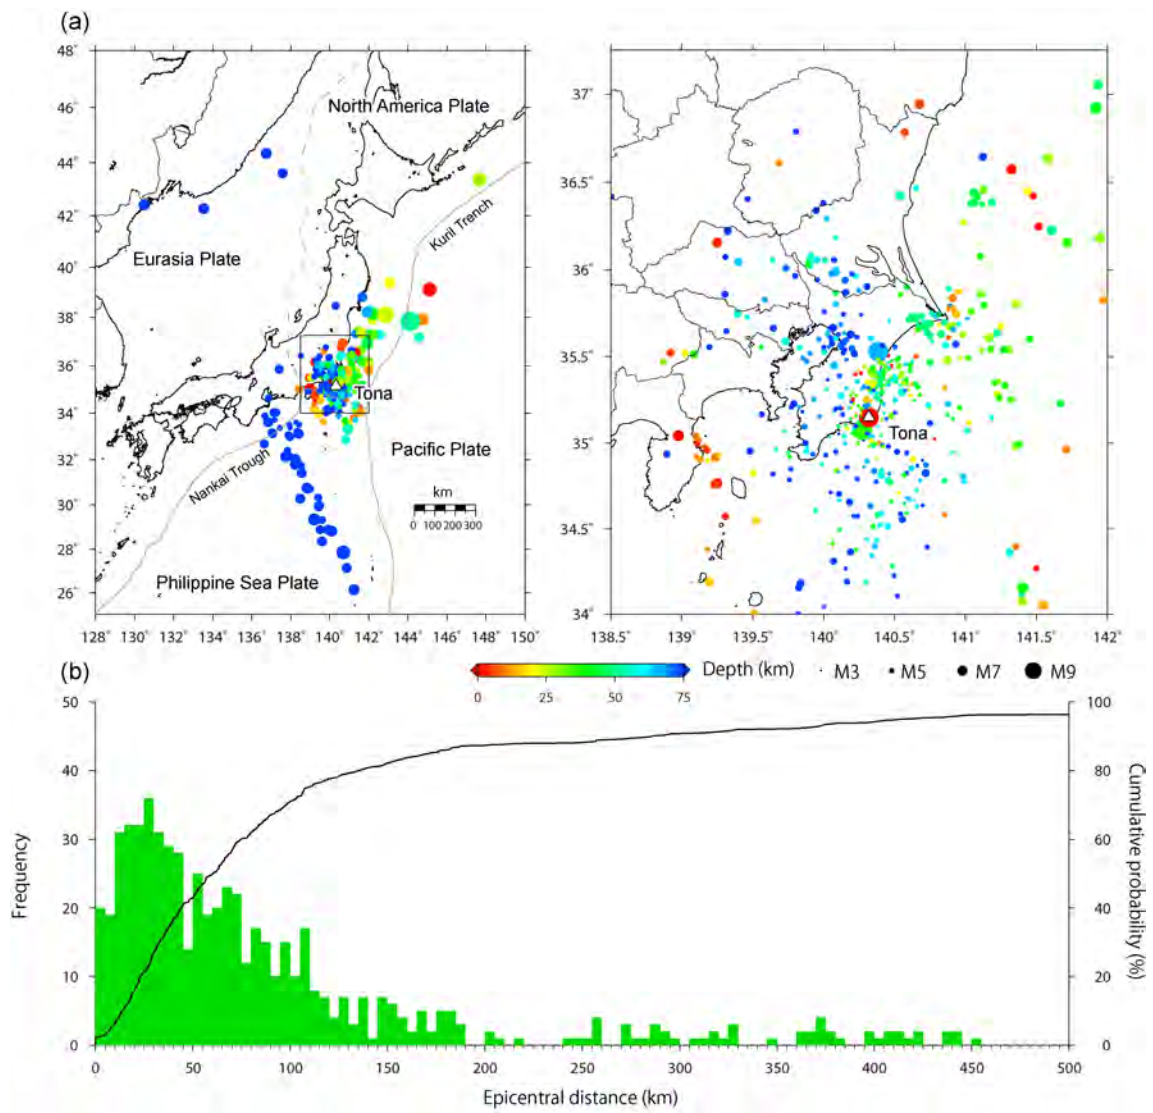 (a)
48°
46°
44°
42°
40°
38°
36°
34°
32°
30°
28°
26°
North America Plate
Kuril Trench
Eurasia Plate
Tona
Pacific Plate
Nankai Trough
km
0 100 200 300
Philippine Sea Plate
128° 130° 132° 134° 136° 138° 140° 142° 144° 146° 148° 150°
37°
36.5°
36°
35.5°
35°
34.5°
34°
Tona
138.5° 139° 139.5° 140° 140.5° 141° 141.5° 142°
(b)
Depth (km)
0 25 50 75
M3 M5 M7 M9
50
40
30
20
10
0
Frequency
100
80
60
40
20
0
Cumulative probability (%)
0 50 100 150 200 250 300 350 400 450 500
Epicentral distance (km)